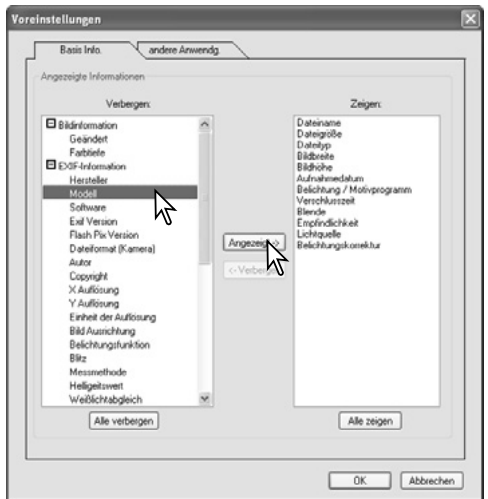 Voreinstellungen
Basis Info.
andere Anwendg.
Angezeigte Informationen
Verbergen:
Bildinformation
Geändert
Farbtiefe
EXIF-Information
Hersteller
Modell
Software
Exif Version
Flash Pix Version
Dateiformat (Kamera)
Autor
Copyright
X Auflösung
Y Auflösung
Einheit der Auflösung
Bild Ausrichtung
Belichtungsfunktion
Blitz
Messmethode
Helligeitswert
Weißlichtabgleich
Alle verbergen
<- Verbergen
Zeigen:
Dateiname
Dateigröße
Dateityp
Bildbreite
Bildhöhe
Aufnahmedatum
Belichtung / Motivprogramm
Verschlusszeit
Blende
Empfindlichkeit
Lichtquelle
Belichtungskorrektur
Alle zeigen
OK
Abbrechen